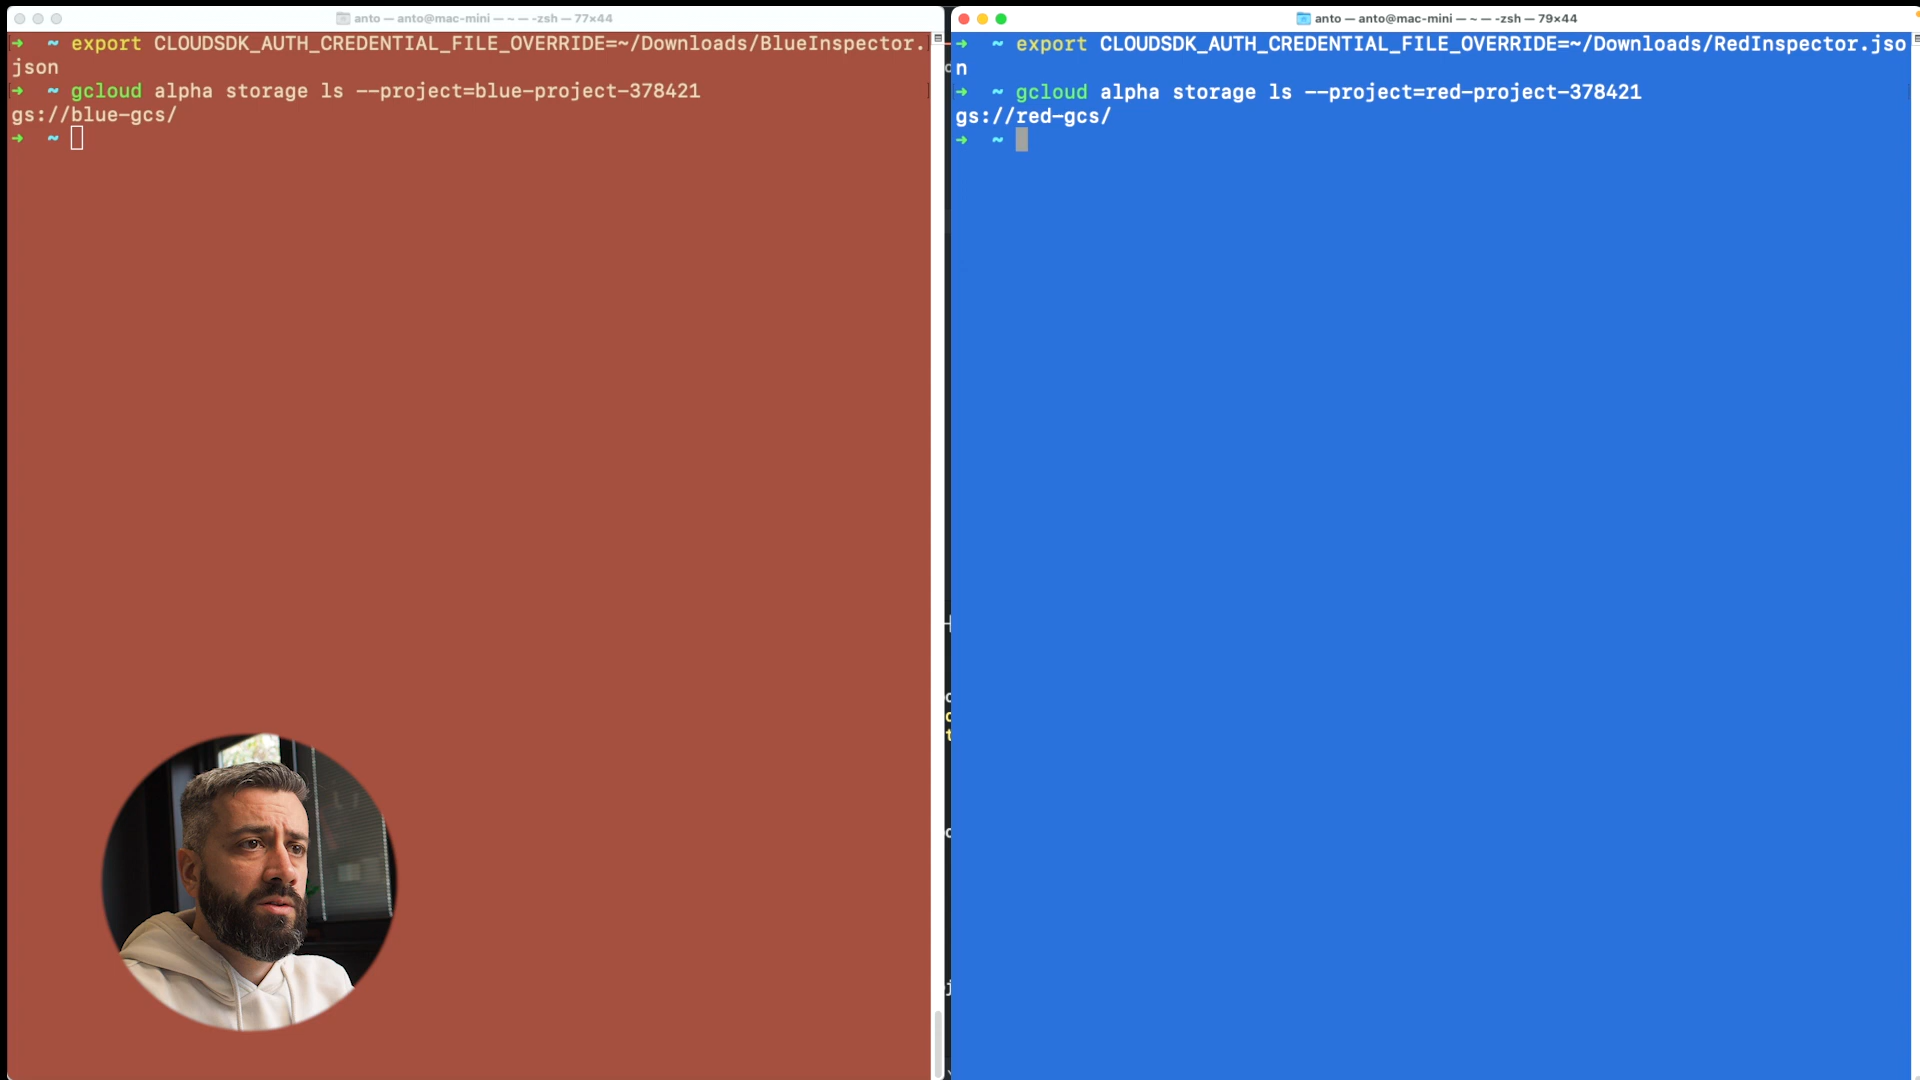 anto — anto@mac-mini — ~ — -zsh — 77×44
➜ ~ export CLOUDSDK_AUTH_CREDENTIAL_FILE_OVERRIDE=~/Downloads/BlueInspector.
json
➜ ~ gcloud alpha storage ls --project=blue-project-378421
gs://blue-gcs/
➜ ~
anto — anto@mac-mini — ~ — -zsh — 79×44
➜ ~ export CLOUDSDK_AUTH_CREDENTIAL_FILE_OVERRIDE=~/Downloads/RedInspector.jso
n
➜ ~ gcloud alpha storage ls --project=red-project-378421
gs://red-gcs/
➜ ~